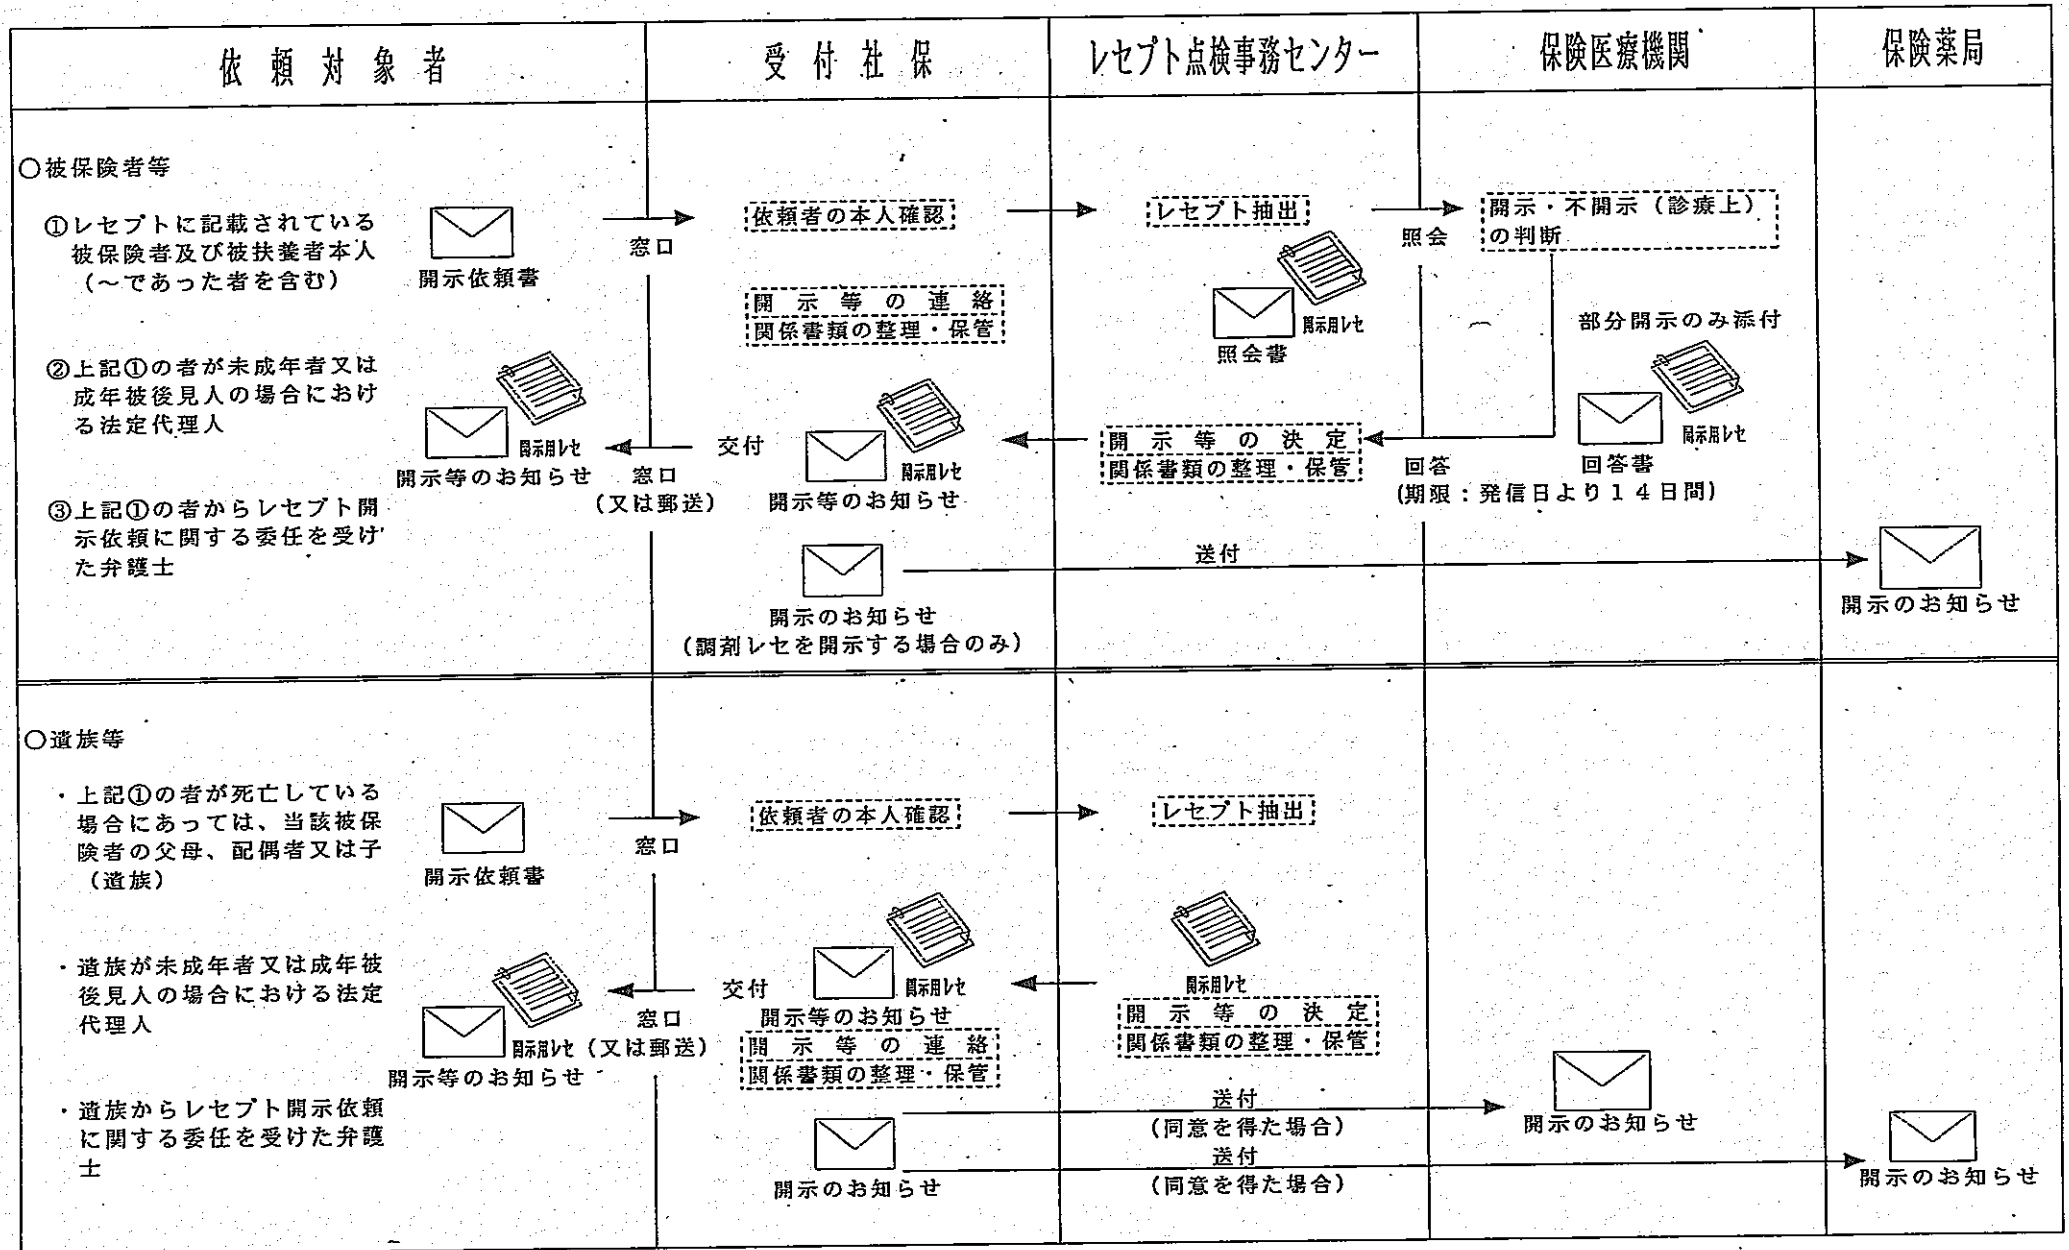 依頼対象者
受付社保
レセプト点検事務センター
保険医療機関
保険薬局
○被保険者等
①レセプトに記載されている
被保険者及び被扶養者本人
（～であった者を含む）
開示依頼書
窓口
依頼者の本人確認
レセプト抽出
照会
開示・不開示（診療上）
の判断
開示等の連絡
関係書類の整理・保管
開示用レセ
照会書
部分開示のみ添付
②上記①の者が未成年者又は
成年被後見人の場合におけ
る法定代理人
開示用レセ
開示等のお知らせ
交付
窓口
（又は郵送）
開示用レセ
開示等のお知らせ
開示等の決定
関係書類の整理・保管
回答
（期限：発信日より１４日間）
開示用レセ
回答書
③上記①の者からレセプト開
示依頼に関する委任を受け
た弁護士
送付
開示のお知らせ
（調剤レセを開示する場合のみ）
開示のお知らせ
○遺族等
・上記①の者が死亡している
場合にあっては、当該被保
険者の父母、配偶者又は子
（遺族）
開示依頼書
窓口
依頼者の本人確認
レセプト抽出
・遺族が未成年者又は成年被
後見人の場合における法定
代理人
開示用レセ
開示等のお知らせ
交付
窓口
（又は郵送）
開示用レセ
開示等のお知らせ
開示等の連絡
関係書類の整理・保管
開示用レセ
開示等の決定
関係書類の整理・保管
・遺族からレセプト開示依頼
に関する委任を受けた弁護
士
開示のお知らせ
送付
（同意を得た場合）
送付
（同意を得た場合）
開示のお知らせ
開示のお知らせ